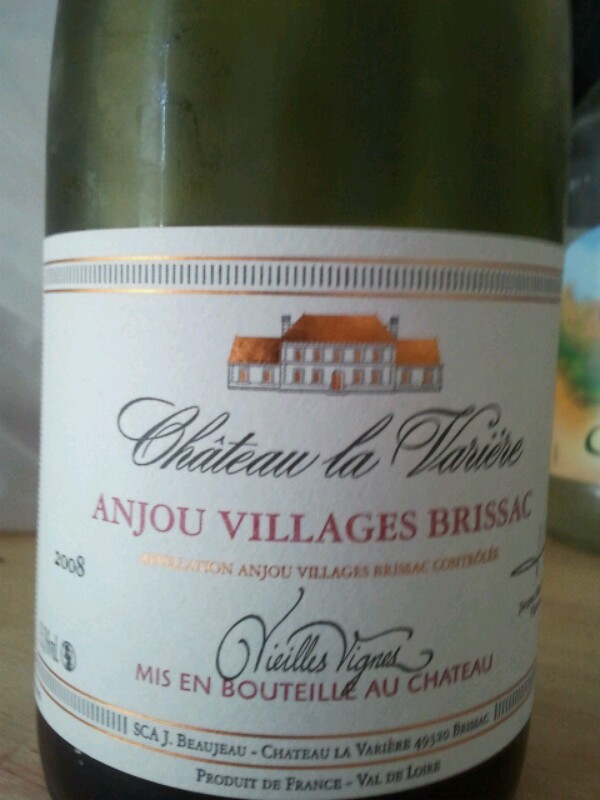 Château la Varière
ANJOU VILLAGES BRISSAC
2008
APPELLATION ANJOU VILLAGES BRISSAC CONTRÔLÉE
Vieilles Vignes
MIS EN BOUTEILLE AU CHATEAU
SCA J. BEAUJEAU - CHATEAU LA VARIÈRE 49320 BRISSAC
PRODUIT DE FRANCE - VAL DE LOIRE